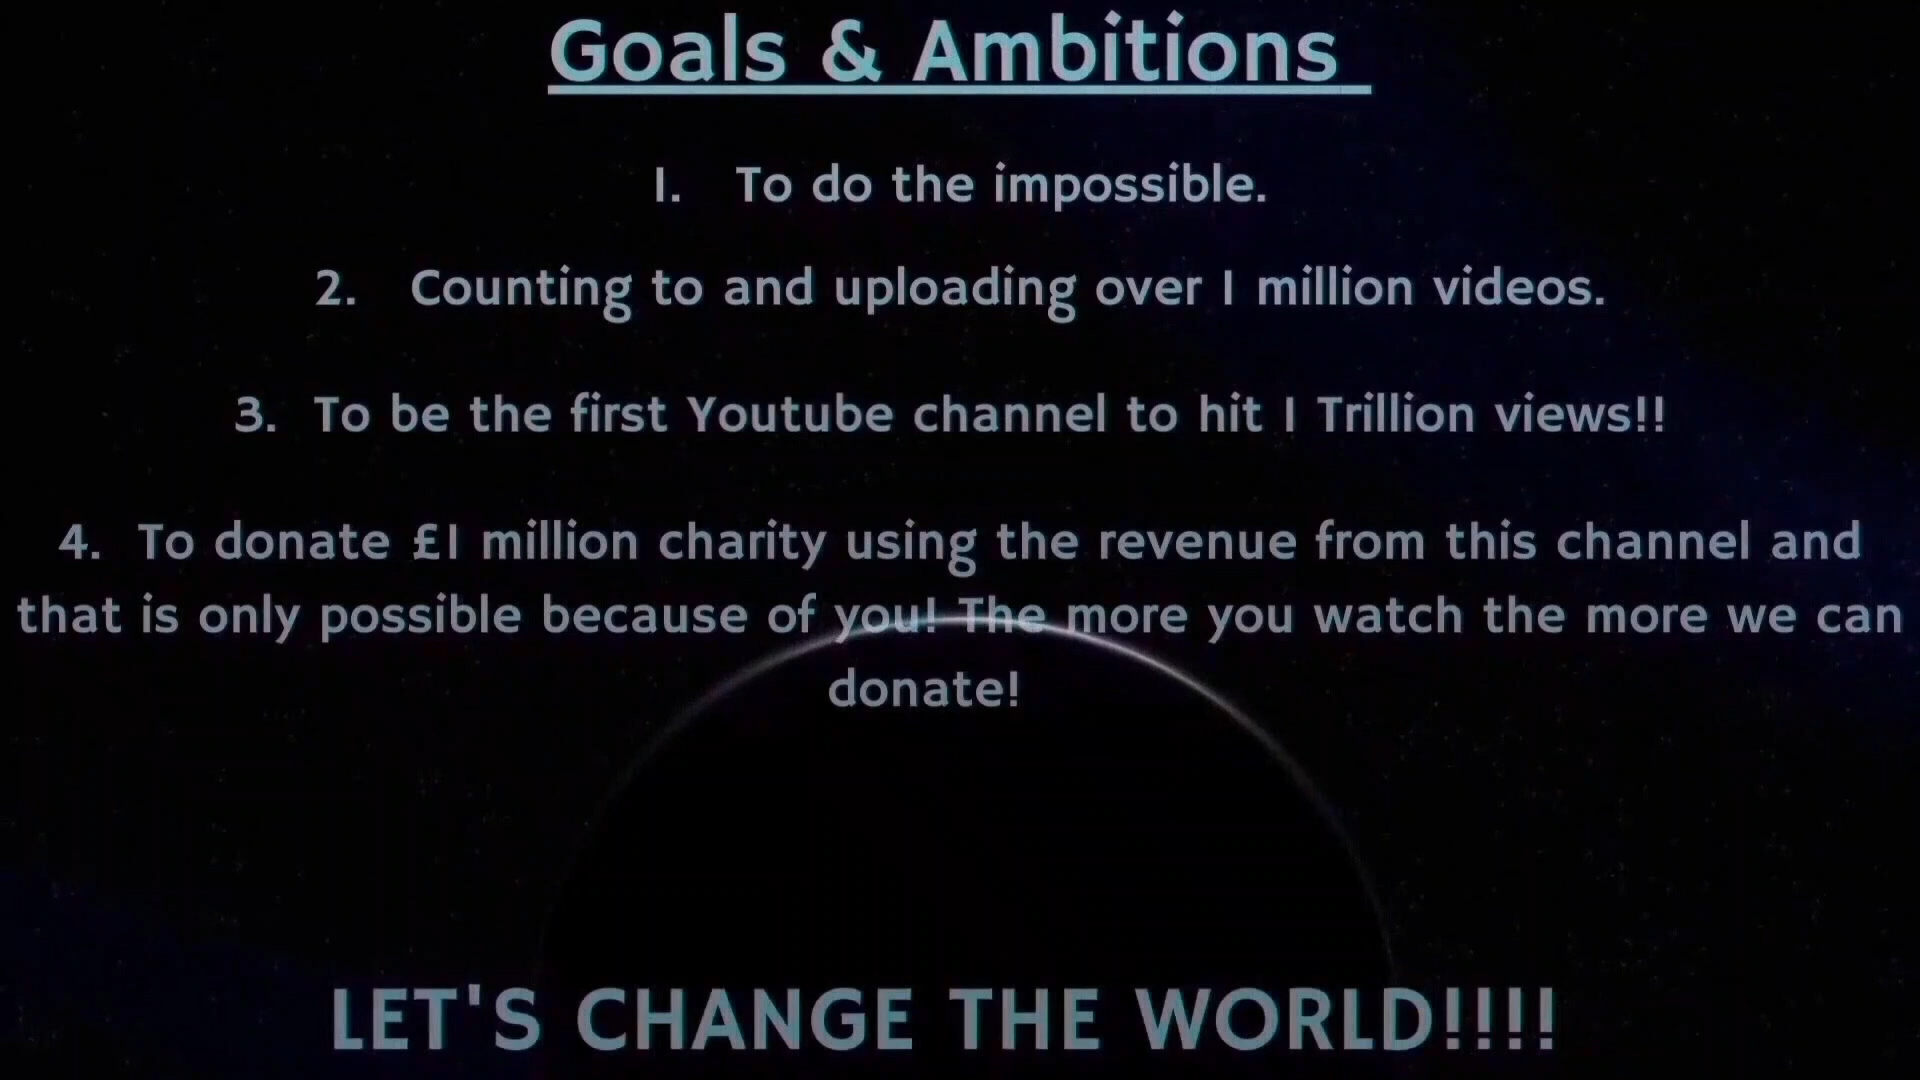 Goals & Ambitions
1. To do the impossible.
2. Counting to and uploading over 1 million videos.
3. To be the first Youtube channel to hit 1 Trillion views!!
4. To donate £1 million charity using the revenue from this channel and
that is only possible because of you! The more you watch the more we can
donate!
LET'S CHANGE THE WORLD!!!!